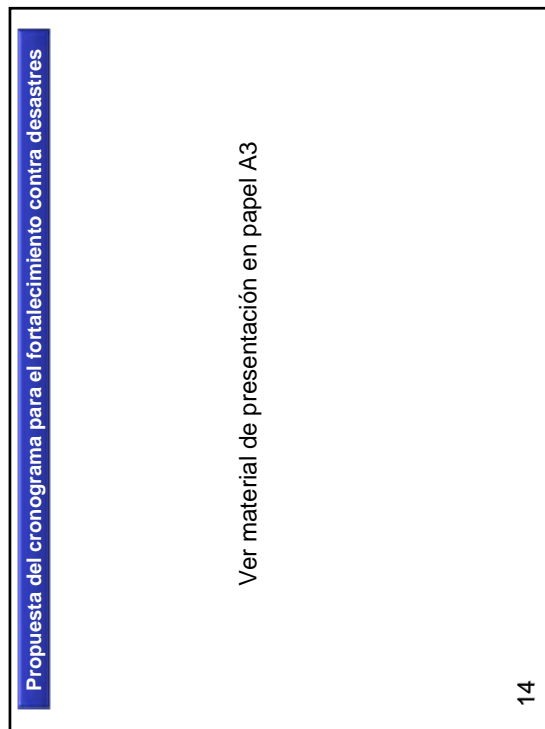 Propuesta del cronograma para el fortalecimiento contra desastres
Ver material de presentación en papel A3
14